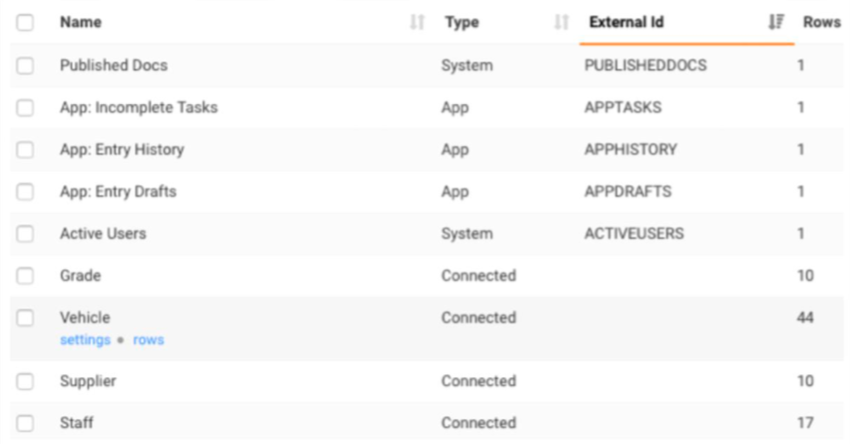 Name Type External Id Rows
Published Docs System PUBLISHEDDOCS 1
App: Incomplete Tasks App APPTASKS 1
App: Entry History App APPHISTORY 1
App: Entry Drafts App APPDRAFTS 1
Active Users System ACTIVEUSERS 1
Grade Connected 10
Vehicle Connected 44
settings • rows
Supplier Connected 10
Staff Connected 17